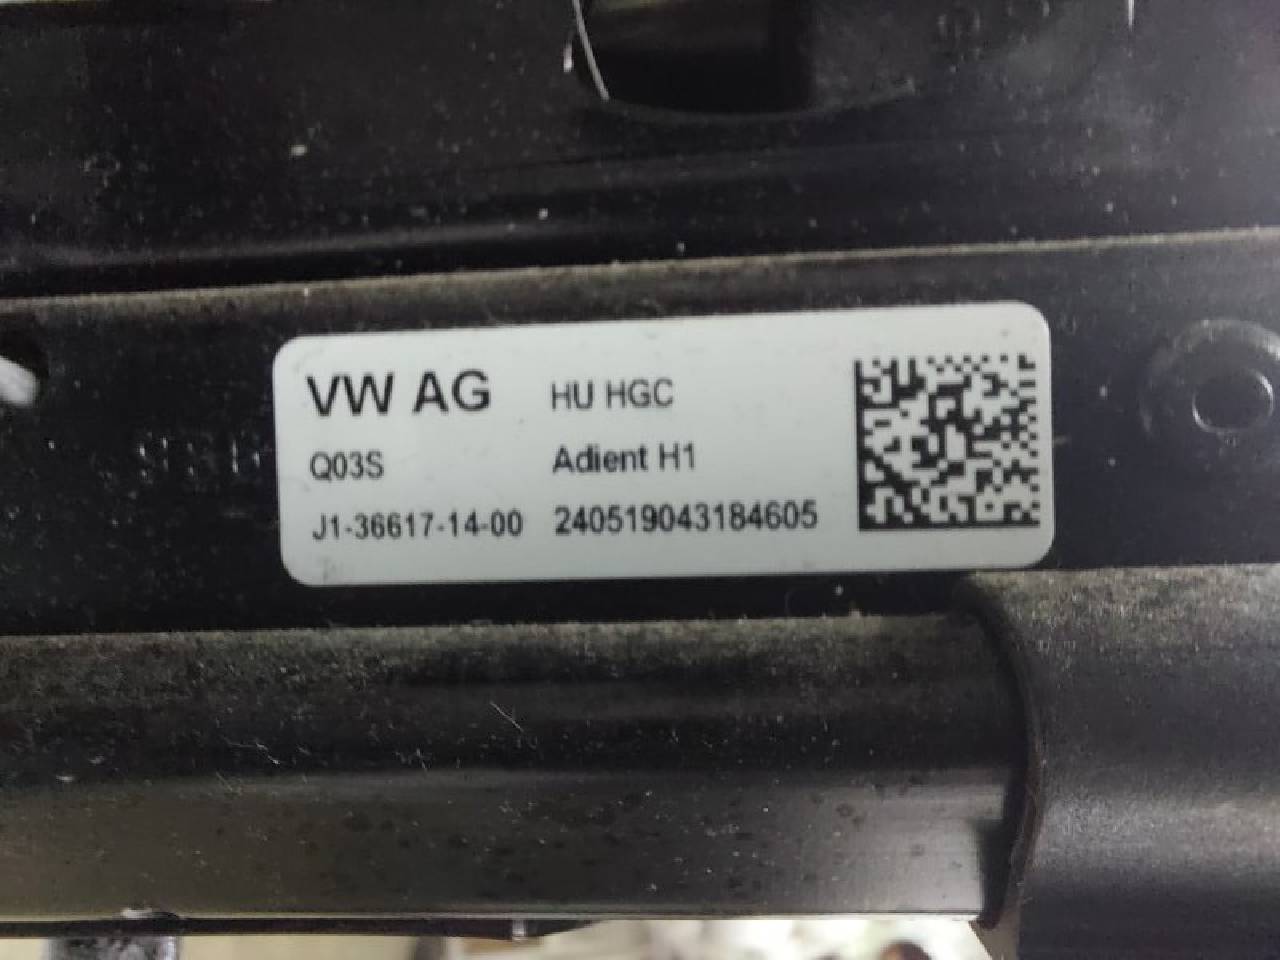 VW AG HU HGC
Q03S Adient H1
J1-36617-14-00 240519043184605